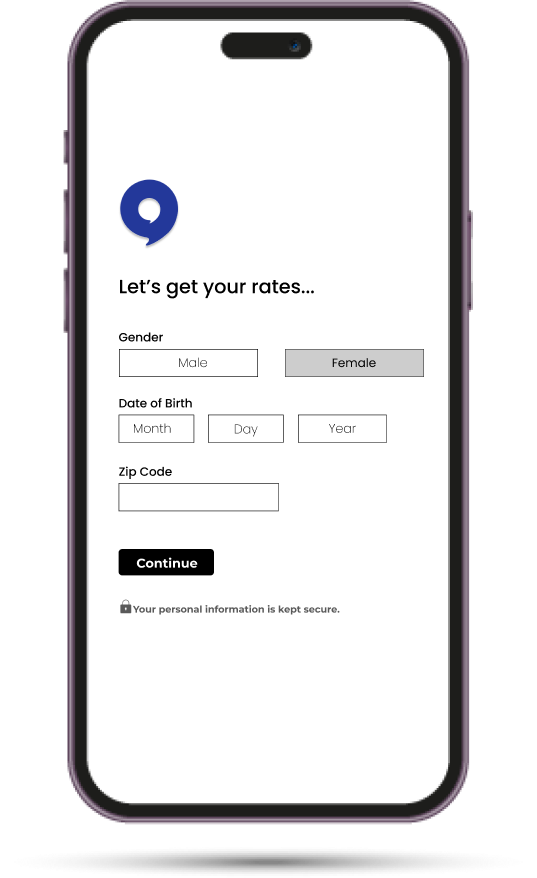 Let’s get your rates...
Gender
Male Female
Date of Birth
Month Day Year
Zip Code
Continue
Your personal information is kept secure.